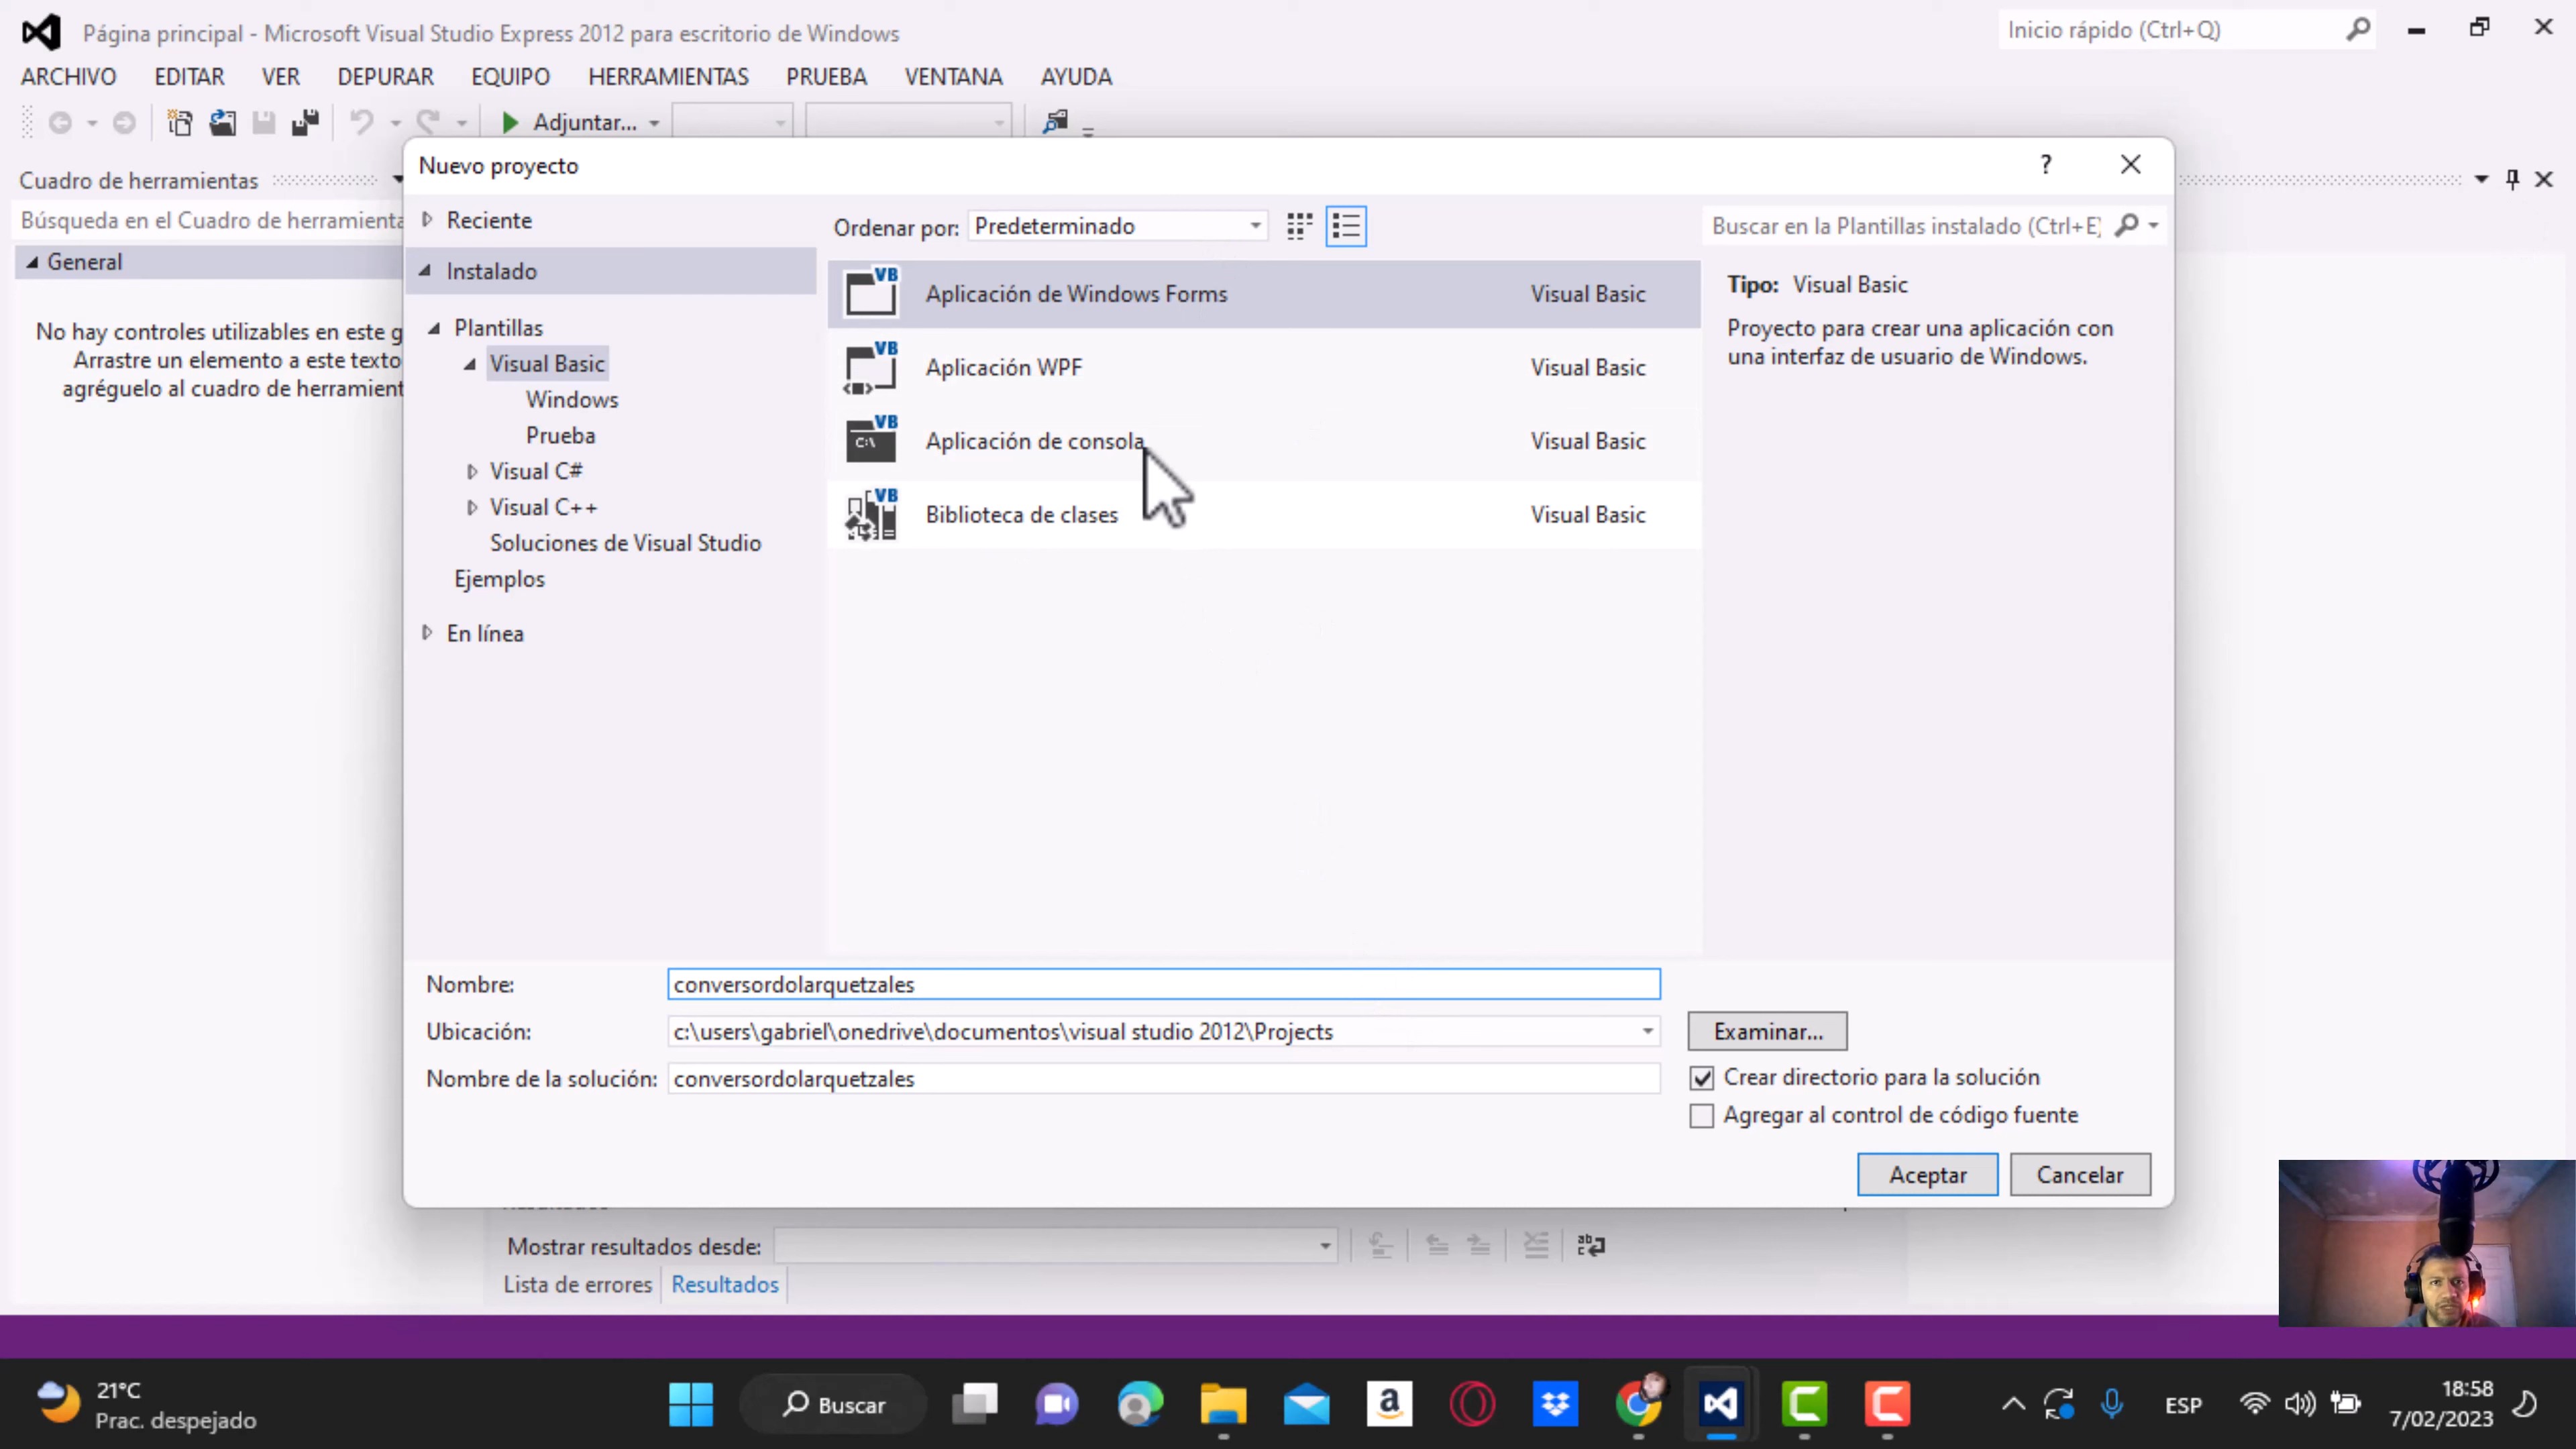 Página principal - Microsoft Visual Studio Express 2012 para escritorio de Windows
Inicio rápido (Ctrl+Q)
ARCHIVO EDITAR VER DEPURAR EQUIPO HERRAMIENTAS PRUEBA VENTANA AYUDA
Adjuntar...
Cuadro de herramientas
Búsqueda en el Cuadro de herramienta
General
No hay controles utilizables en este g
Arrastre un elemento a este texto
agréguelo al cuadro de herramient
Nuevo proyecto
?
Reciente
Instalado
Plantillas
Visual Basic
Windows
Prueba
Visual C#
Visual C++
Soluciones de Visual Studio
Ejemplos
En línea
Ordenar por: Predeterminado
Buscar en la Plantillas instalado (Ctrl+E)
VB Aplicación de Windows Forms Visual Basic
VB Aplicación WPF Visual Basic
VB C:\ Aplicación de consola Visual Basic
VB Biblioteca de clases Visual Basic
Tipo: Visual Basic
Proyecto para crear una aplicación con
una interfaz de usuario de Windows.
Nombre: conversordolarquetzales
Ubicación: c:\users\gabriel\onedrive\documentos\visual studio 2012\Projects
Examinar...
Nombre de la solución: conversordolarquetzales
Crear directorio para la solución
Agregar al control de código fuente
Aceptar Cancelar
Mostrar resultados desde:
Lista de errores Resultados
21°C
Prac. despejado
Buscar
ESP
18:58
7/02/2023